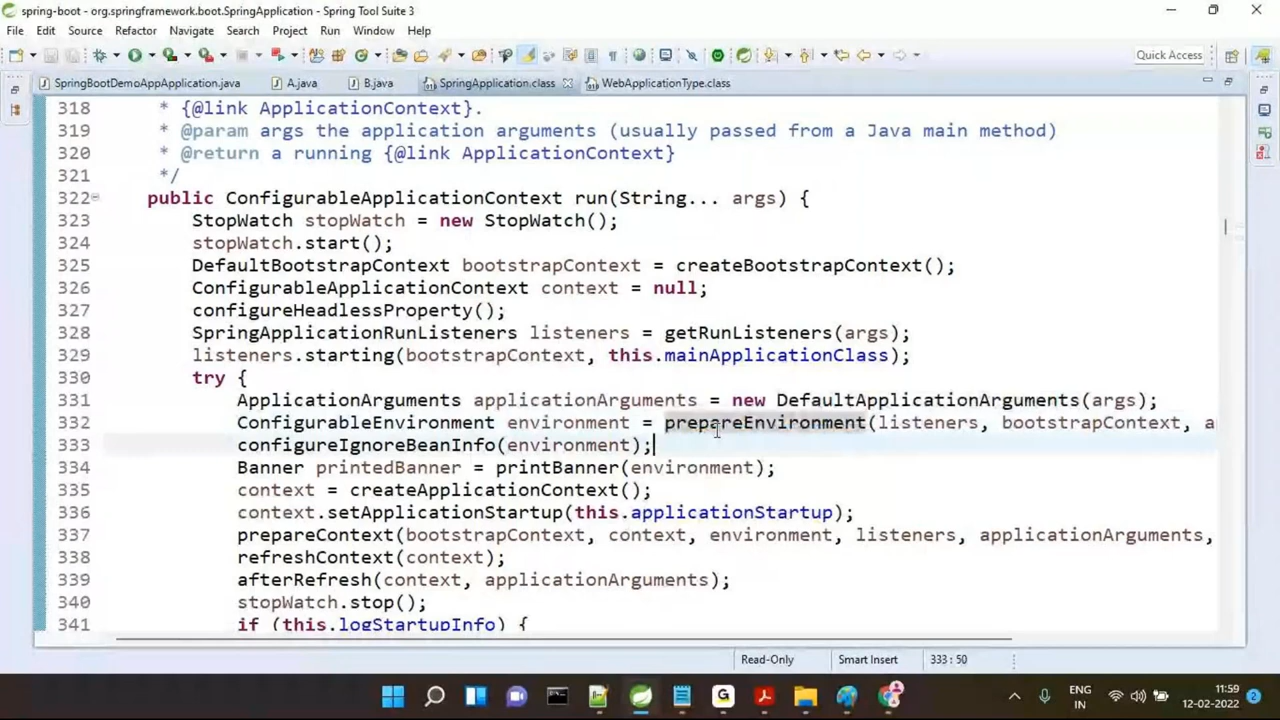 spring-boot - org.springframework.boot.SpringApplication - Spring Tool Suite 3
File Edit Source Refactor Navigate Search Project Run Window Help
Quick Access
SpringBootDemoAppApplication.java A.java B.java SpringApplication.class WebApplicationType.class
318 * {@link ApplicationContext}.
319 * @param args the application arguments (usually passed from a Java main method)
320 * @return a running {@link ApplicationContext}
321 */
322 public ConfigurableApplicationContext run(String... args) {
323 StopWatch stopWatch = new StopWatch();
324 stopWatch.start();
325 DefaultBootstrapContext bootstrapContext = createBootstrapContext();
326 ConfigurableApplicationContext context = null;
327 configureHeadlessProperty();
328 SpringApplicationRunListeners listeners = getRunListeners(args);
329 listeners.starting(bootstrapContext, this.mainApplicationClass);
330 try {
331 ApplicationArguments applicationArguments = new DefaultApplicationArguments(args);
332 ConfigurableEnvironment environment = prepareEnvironment(listeners, bootstrapContext, a
333 configureIgnoreBeanInfo(environment);
334 Banner printedBanner = printBanner(environment);
335 context = createApplicationContext();
336 context.setApplicationStartup(this.applicationStartup);
337 prepareContext(bootstrapContext, context, environment, listeners, applicationArguments,
338 refreshContext(context);
339 afterRefresh(context, applicationArguments);
340 stopWatch.stop();
341 if (this.logStartupInfo) {
Read-Only Smart Insert 333 : 50
ENG
IN
11:59
12-02-2022
2